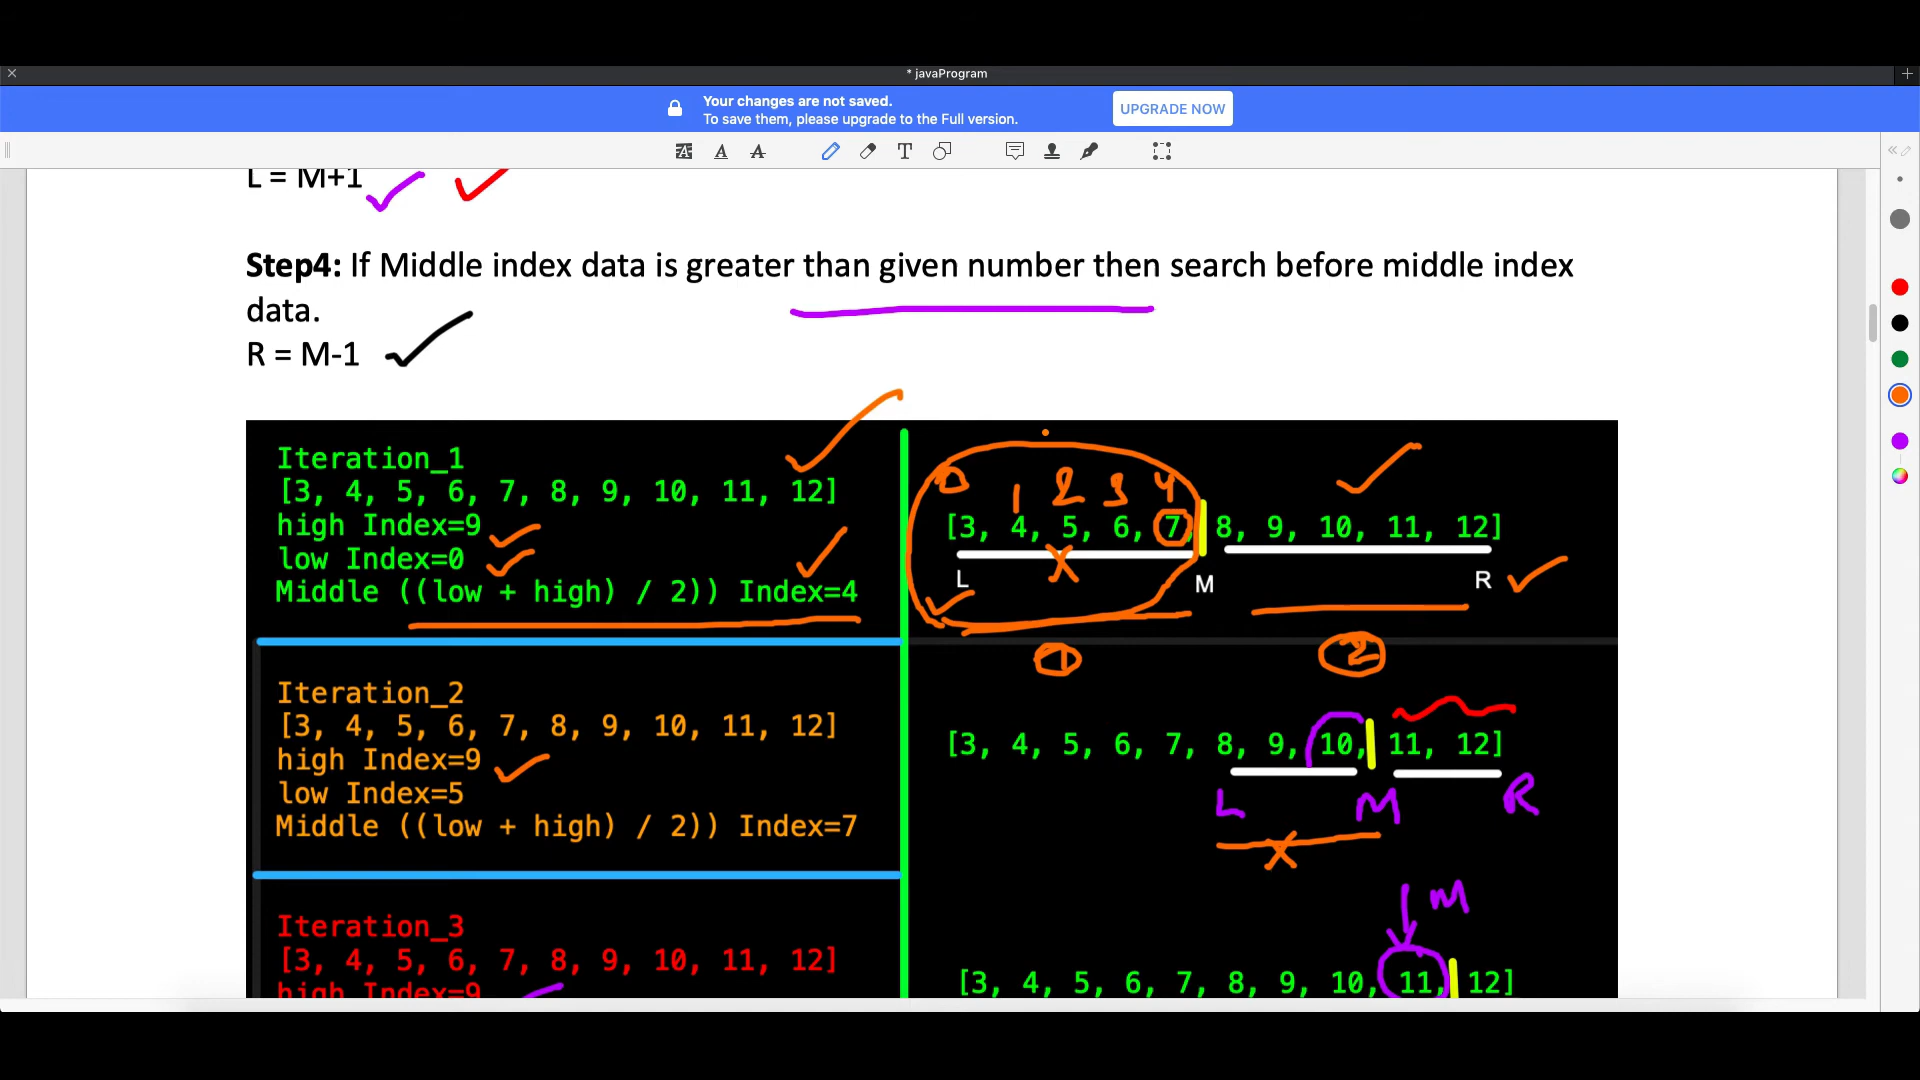 * javaProgram
Your changes are not saved.
To save them, please upgrade to the Full version.
UPGRADE NOW
L = M+1
Step4: If Middle index data is greater than given number then search before middle index
data.
R = M-1
Iteration_1
[3, 4, 5, 6, 7, 8, 9, 10, 11, 12]
high Index=9
low Index=0
Middle ((low + high) / 2)) Index=4
0 1 2 3 4
[3, 4, 5, 6, 7, 8, 9, 10, 11, 12]
L M R
1 2
Iteration_2
[3, 4, 5, 6, 7, 8, 9, 10, 11, 12]
high Index=9
low Index=5
Middle ((low + high) / 2)) Index=7
[3, 4, 5, 6, 7, 8, 9, 10, 11, 12]
L M R
Iteration_3
[3, 4, 5, 6, 7, 8, 9, 10, 11, 12]
high Index=9
M
[3, 4, 5, 6, 7, 8, 9, 10, 11, 12]